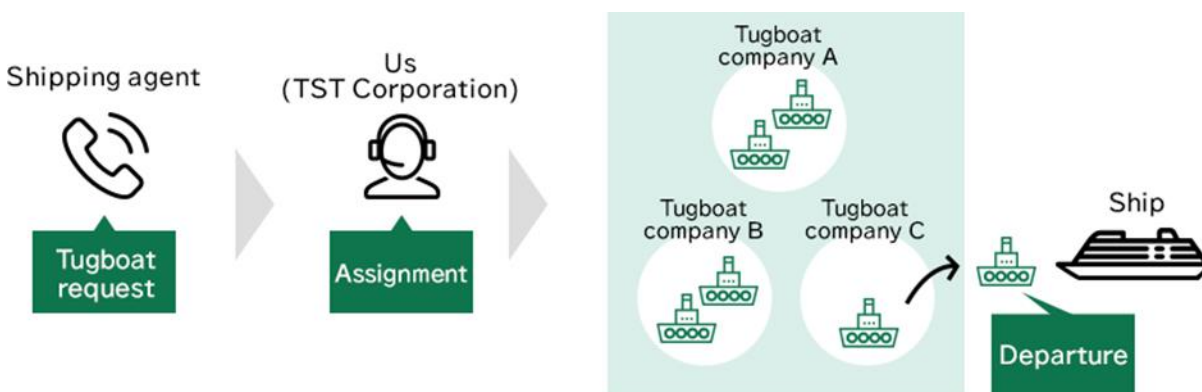 Shipping agent
Tugboat
request
Us
(TST Corporation)
Assignment
Tugboat
company A
Tugboat
company B
Tugboat
company C
Ship
Departure